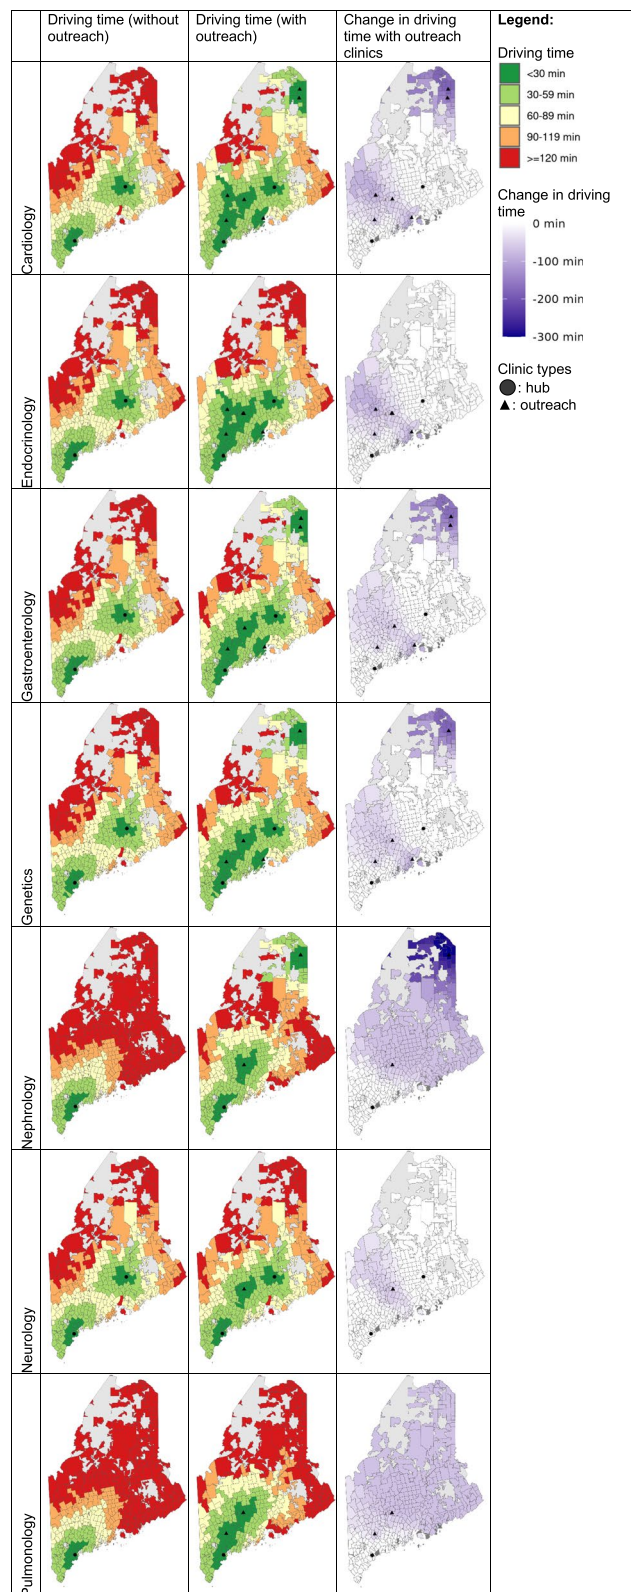 Driving time (without
outreach)
Driving time (with
outreach)
Change in driving
time with outreach
clinics
Legend:
Driving time
<30 min
30-59 min
60-89 min
90-119 min
>=120 min
Change in driving
time
0 min
-100 min
-200 min
-300 min
Clinic types
: hub
: outreach
Cardiology
Endocrinology
Gastroenterology
Genetics
Nephrology
Neurology
Pulmonology